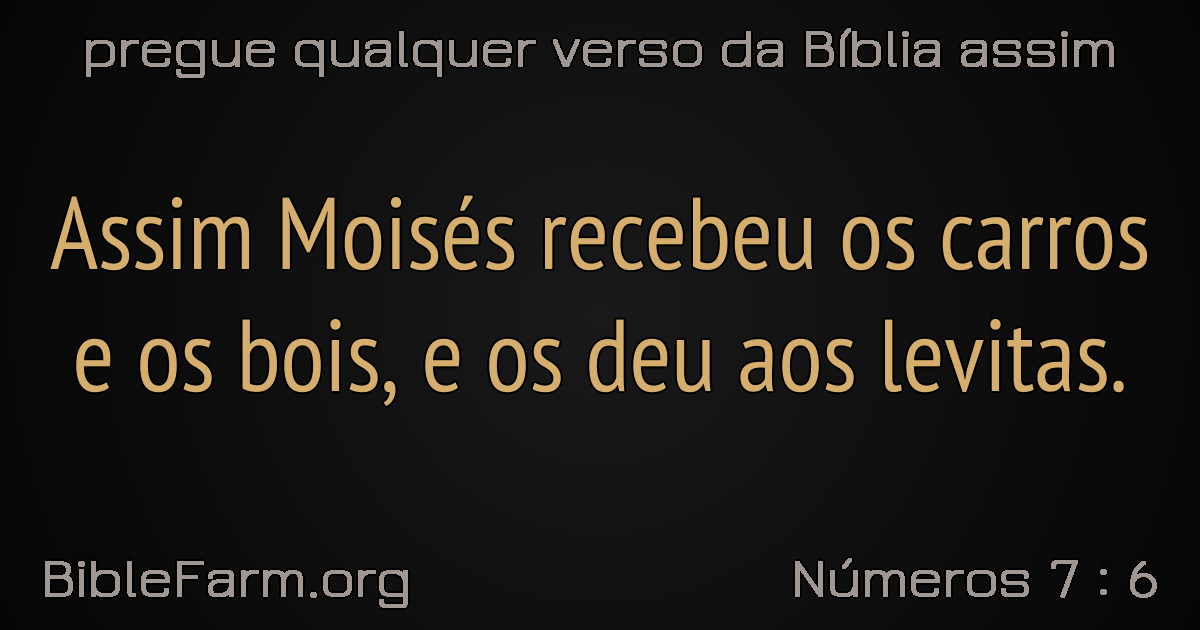 pregue qualquer verso da Bíblia assim
Assim Moisés recebeu os carros
e os bois, e os deu aos levitas.
BibleFarm.org
Números 7 : 6